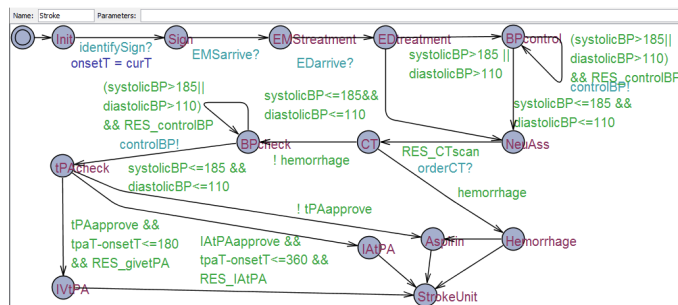 Name: Stroke Parameters:
Init
Sign
EMStreatment
EDtreatment
BPcontrol
identifySign?
onsetT = curT
EMSarrive?
EDarrive?
systolicBP>185 ||
diastolicBP>110
(systolicBP>185||
diastolicBP>110)
&& RES_controlBP
controlBP!
(systolicBP>185||
diastolicBP>110)
&& RES_controlBP
controlBP!
systolicBP<=185&&
diastolicBP<=110
systolicBP<=185 &&
diastolicBP<=110
BPcheck
CT
NeuAss
! hemorrhage
RES_CTscan
orderCT?
tPAcheck
systolicBP<=185 &&
diastolicBP<=110
hemorrhage
! tPAapprove
tPAapprove &&
tpaT-onsetT<=180
&& RES_givetPA
IAtPAapprove &&
tpaT-onsetT<=360 &&
RES_IAtPA
IAtPA
Aspirin
Hemorrhage
IVtPA
StrokeUnit